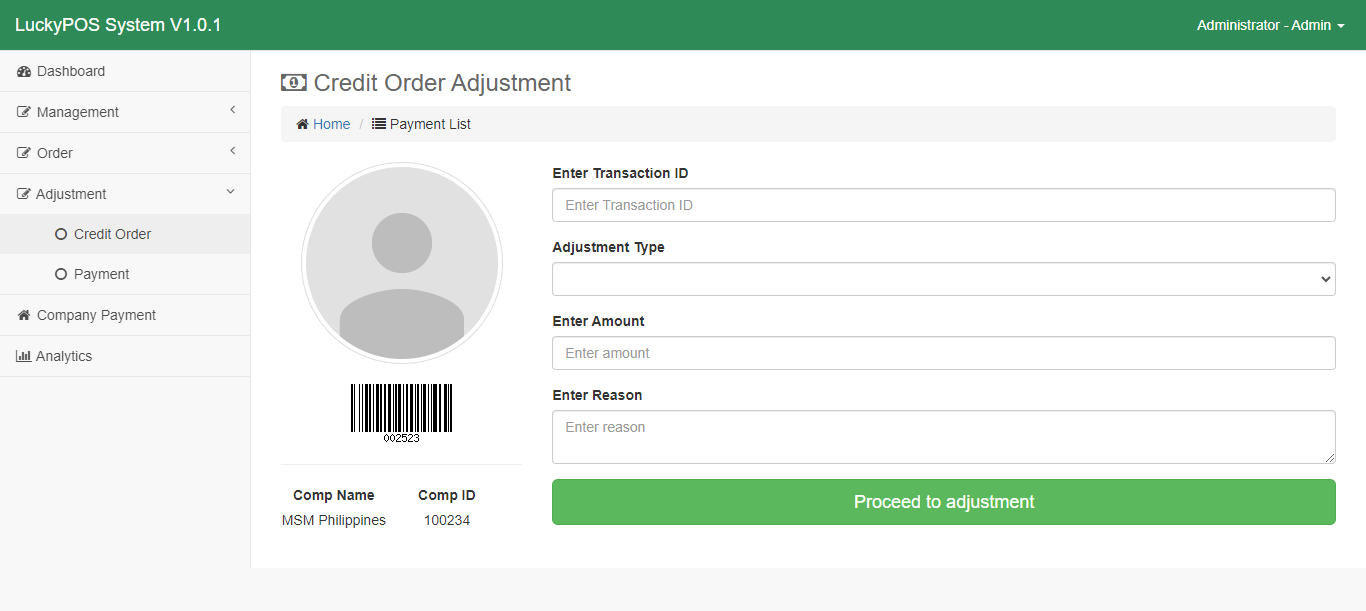 LuckyPOS System V1.0.1
Administrator - Admin
Dashboard
Management
Order
Adjustment
Credit Order
Payment
Company Payment
Analytics
Credit Order Adjustment
Home / Payment List
002523
Comp Name Comp ID
MSM Philippines 100234
Enter Transaction ID
Enter Transaction ID
Adjustment Type
Enter Amount
Enter amount
Enter Reason
Enter reason
Proceed to adjustment